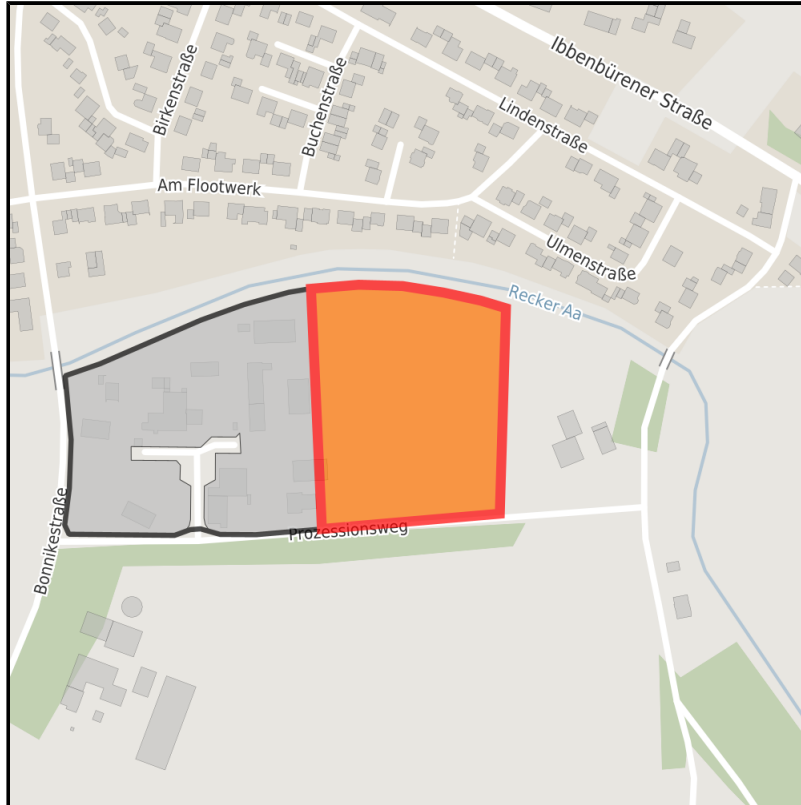 Ibbenbürener Straße
Birkenstraße
Buchenstraße
Lindenstraße
Am Flootwerk
Ulmenstraße
Recker Aa
Bonnikestraße
Prozessionsweg